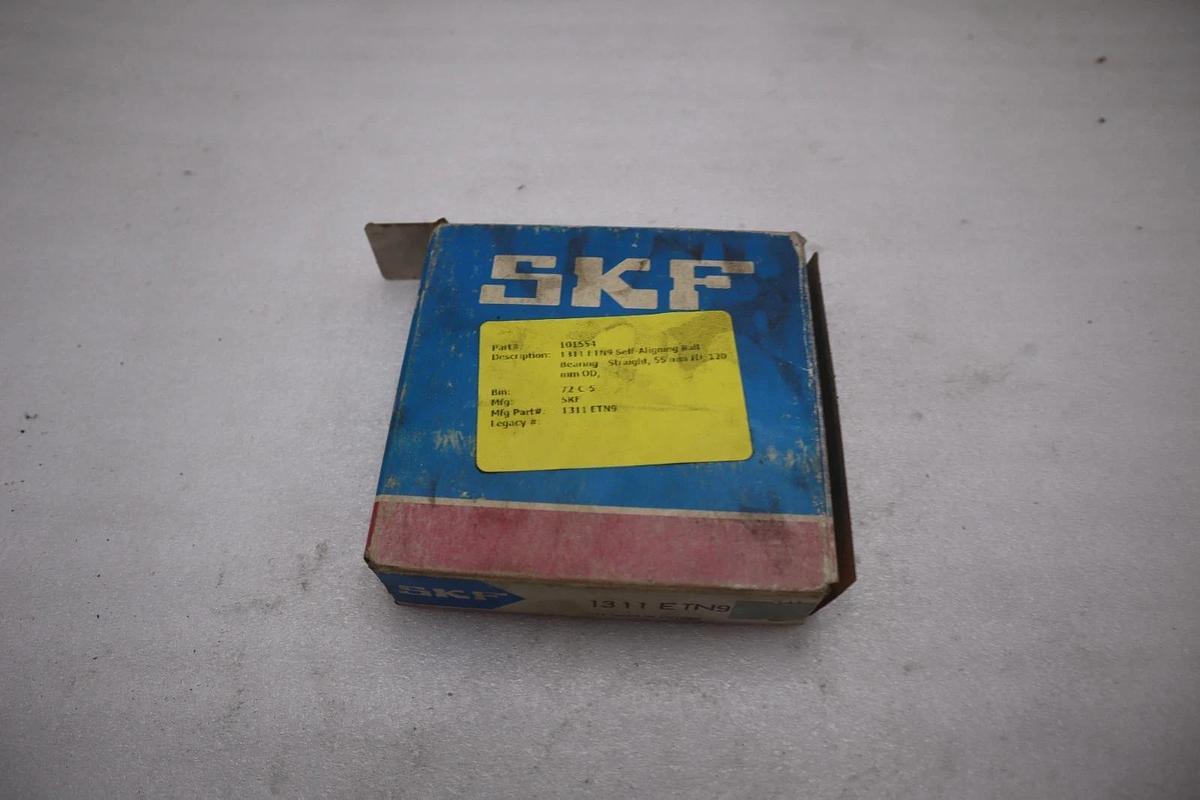 SKF
Part#: 101554
Description: 1311 ETN9 Self-Aligning Ball
Bearing Straight, 55 mm ID, 120
mm OD,
Bin: 72 C 5
Mfg: SKF
Mfg Part#: 1311 ETN9
Legacy #:
SKF 1311 ETN9